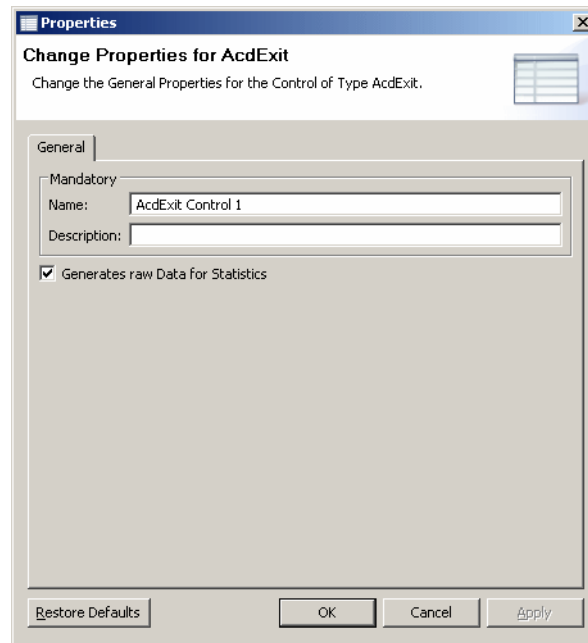 Properties
Change Properties for AcdExit
Change the General Properties for the Control of Type AcdExit.
General
Mandatory
Name: AcdExit Control 1
Description:
Generates raw Data for Statistics
Restore Defaults OK Cancel Apply